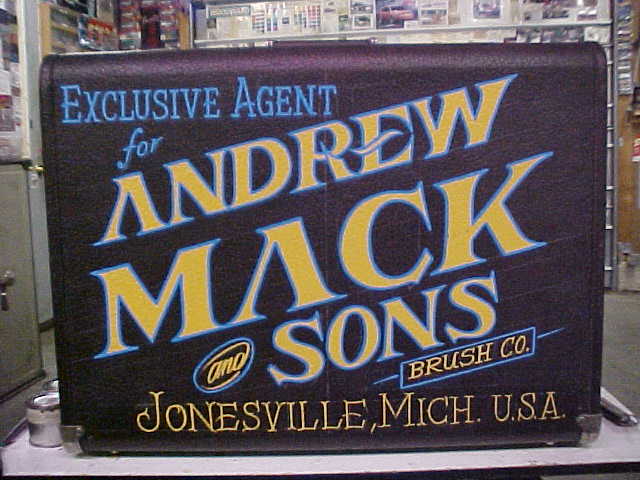 EXCLUSIVE AGENT
for
ANDREW
MACK
and SONS
BRUSH CO.
JONESVILLE, MICH. U.S.A.